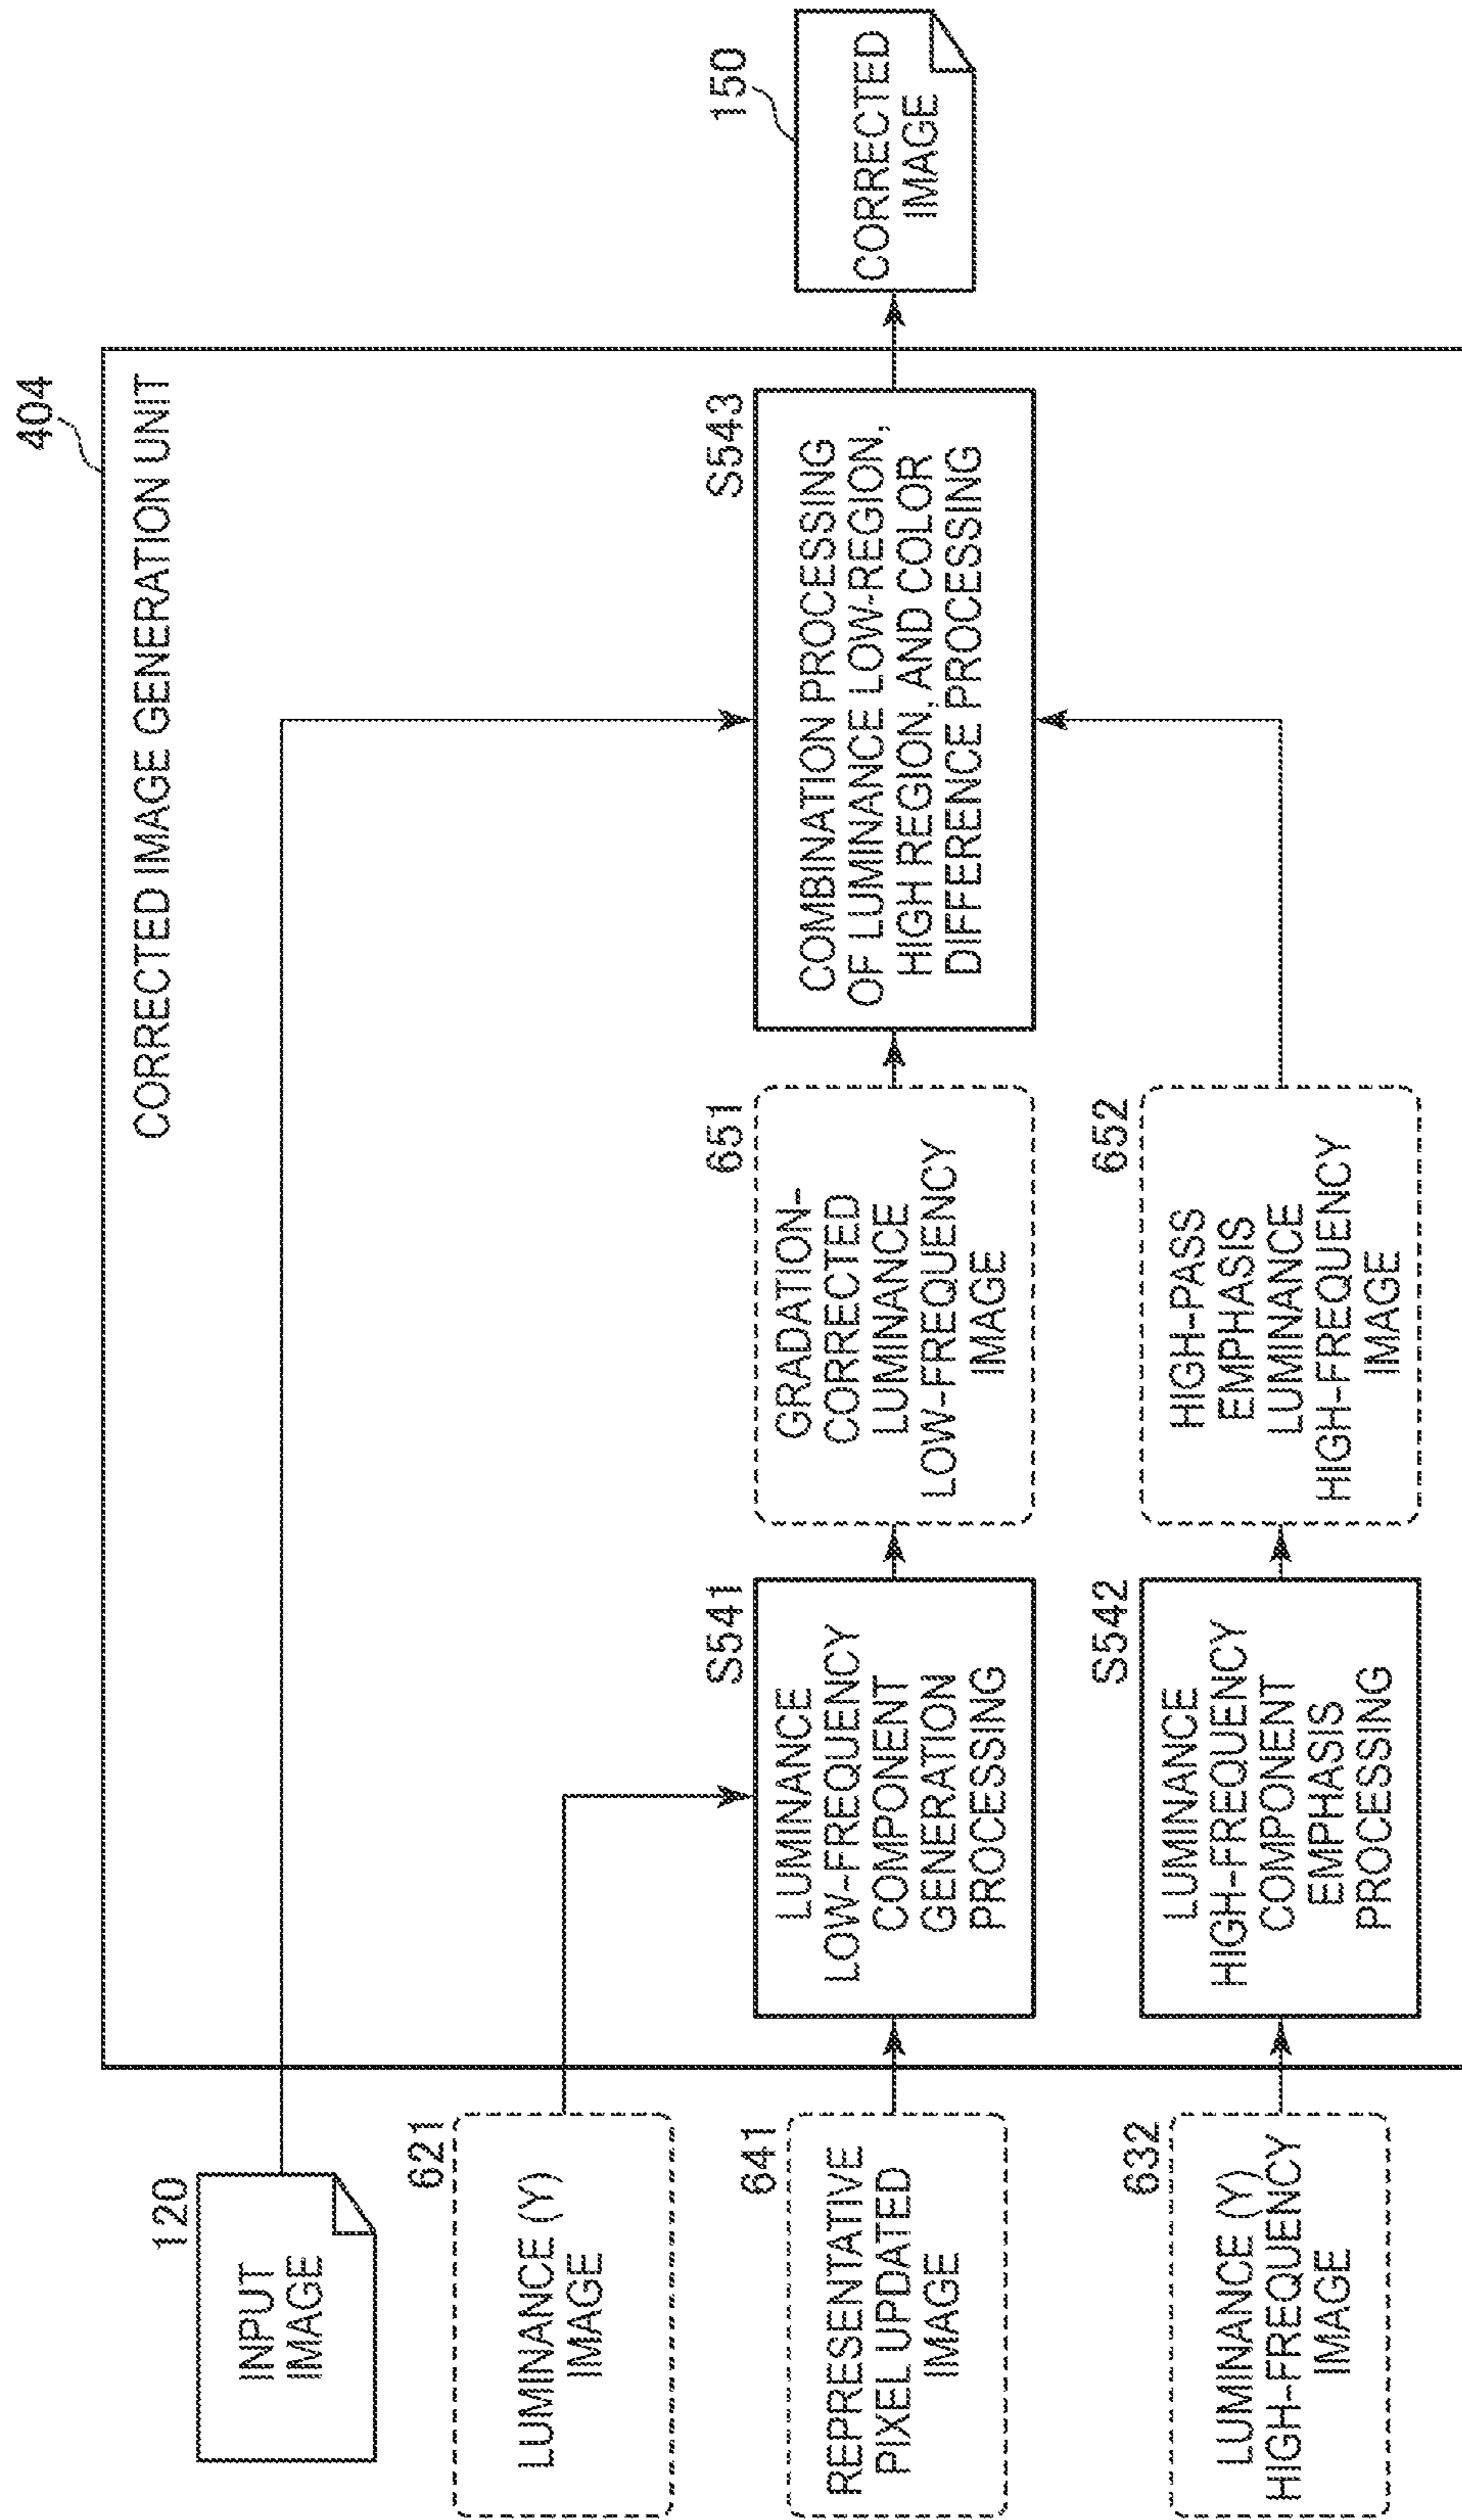 404
CORRECTED IMAGE GENERATION UNIT
120
INPUT
IMAGE
621
LUMINANCE (Y)
IMAGE
641
REPRESENTATIVE
PIXEL UPDATED
IMAGE
632
LUMINANCE (Y)
HIGH-FREQUENCY
IMAGE
S541
LUMINANCE
LOW-FREQUENCY
COMPONENT
GENERATION
PROCESSING
S542
LUMINANCE
HIGH-FREQUENCY
COMPONENT
EMPHASIS
PROCESSING
651
GRADATION-
CORRECTED
LUMINANCE
LOW-FREQUENCY
IMAGE
652
HIGH-PASS
EMPHASIS
LUMINANCE
HIGH-FREQUENCY
IMAGE
S543
COMBINATION PROCESSING
OF LUMINANCE LOW-REGION,
HIGH REGION, AND COLOR
DIFFERENCE PROCESSING
150
CORRECTED
IMAGE